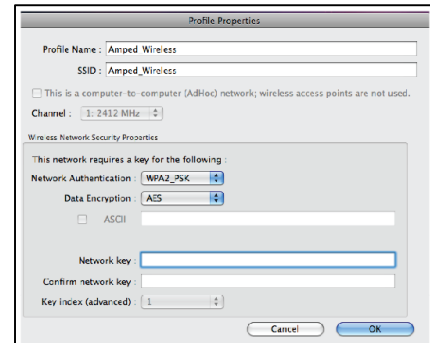 Profile Properties
Profile Name : Amped_Wireless
SSID : Amped_Wireless
This is a computer-to-computer (AdHoc) network; wireless access points are not used.
Channel : 1: 2412 MHz
Wireless Network Security Properties
This network requires a key for the following :
Network Authentication : WPA2_PSK
Data Encryption : AES
ASCII
Network key :
Confirm network key :
Key index (advanced) : 1
Cancel OK